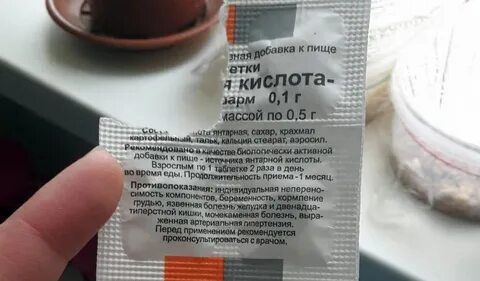 зная добавка к пище
етки
я кислота-
арм 0,1 г
массой по 0,5 г
та янтарная, сахар, крахмал
картофельный, тальк, кальция стеарат, аэросил.
Рекомендовано в качестве биологически активной
добавки к пище - источника янтарной кислоты.
Взрослым по 1 таблетке 2 раза в день
во время еды. Продолжительность приема -1 месяц.
Противопоказания: индивидуальная неперено-
симость компонентов, беременность, кормление
грудью, язвенная болезнь желудка и двенадца-
типерстной кишки, мочекаменная болезнь, выра-
женная артериальная гипертензия.
Перед применением рекомендуется
проконсультироваться с врачом.